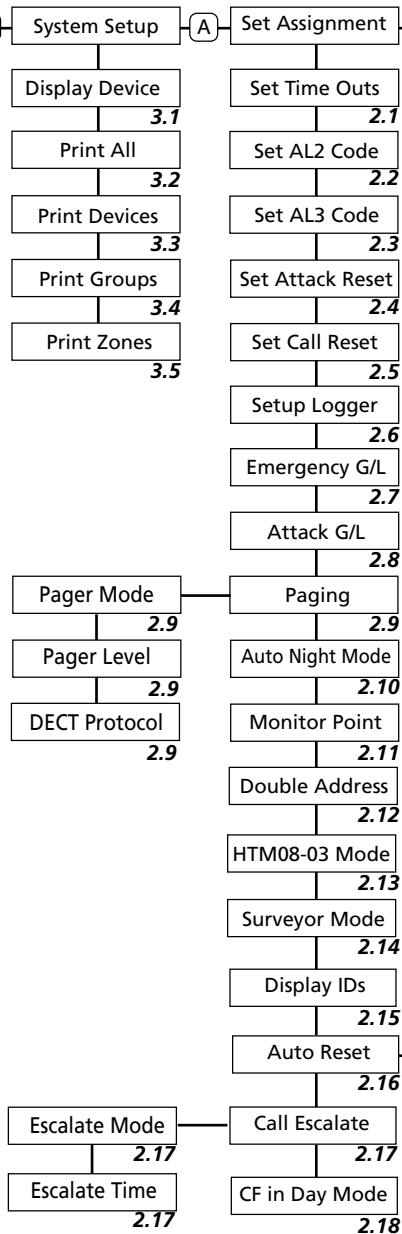 System Setup
A
Set Assignment
Display Device
3.1
Set Time Outs
2.1
Print All
3.2
Set AL2 Code
2.2
Print Devices
3.3
Set AL3 Code
2.3
Print Groups
3.4
Set Attack Reset
2.4
Print Zones
3.5
Set Call Reset
2.5
Setup Logger
2.6
Emergency G/L
2.7
Attack G/L
2.8
Pager Mode
2.9
Paging
2.9
Pager Level
2.9
Auto Night Mode
2.10
DECT Protocol
2.9
Monitor Point
2.11
Double Address
2.12
HTM08-03 Mode
2.13
Surveyor Mode
2.14
Display IDs
2.15
Auto Reset
2.16
Escalate Mode
2.17
Call Escalate
2.17
Escalate Time
2.17
CF in Day Mode
2.18